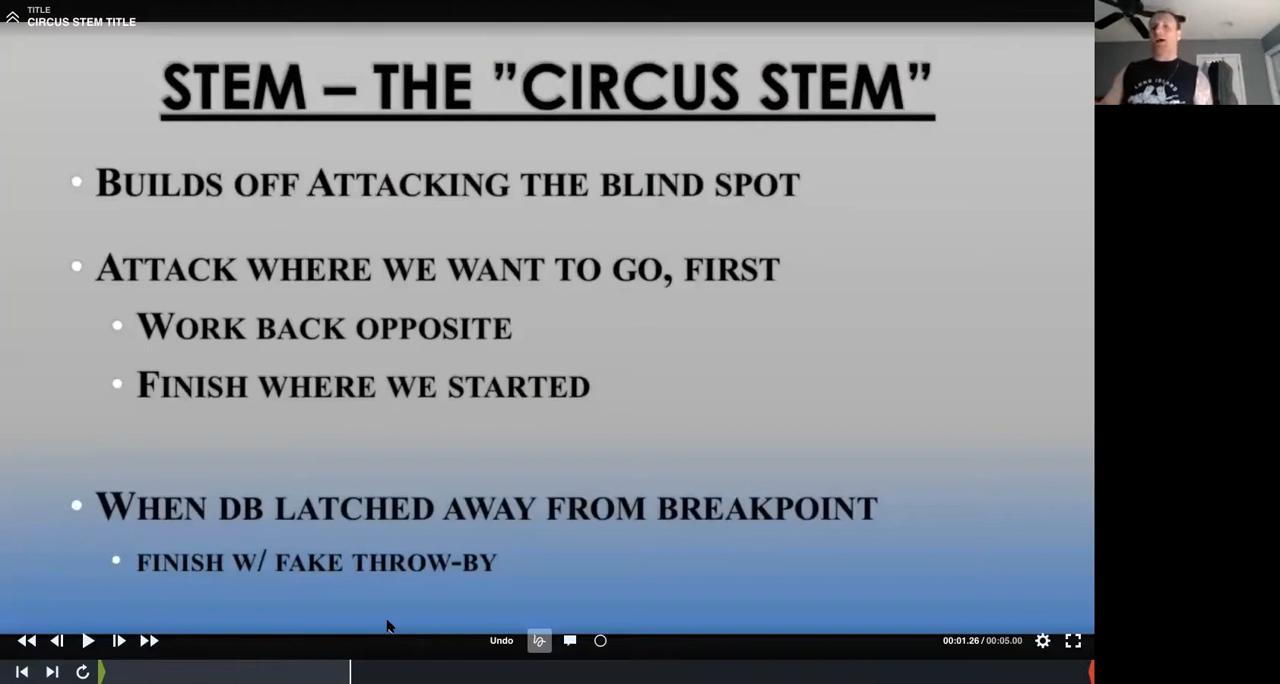 TITLE
CIRCUS STEM TITLE
STEM – THE ”CIRCUS STEM”
• BUILDS OFF ATTACKING THE BLIND SPOT
• ATTACK WHERE WE WANT TO GO, FIRST
• WORK BACK OPPOSITE
• FINISH WHERE WE STARTED
• WHEN DB LATCHED AWAY FROM BREAKPOINT
• FINISH W/ FAKE THROW-BY
Undo
00:01.26 / 00:05.00
LONG ISLAND